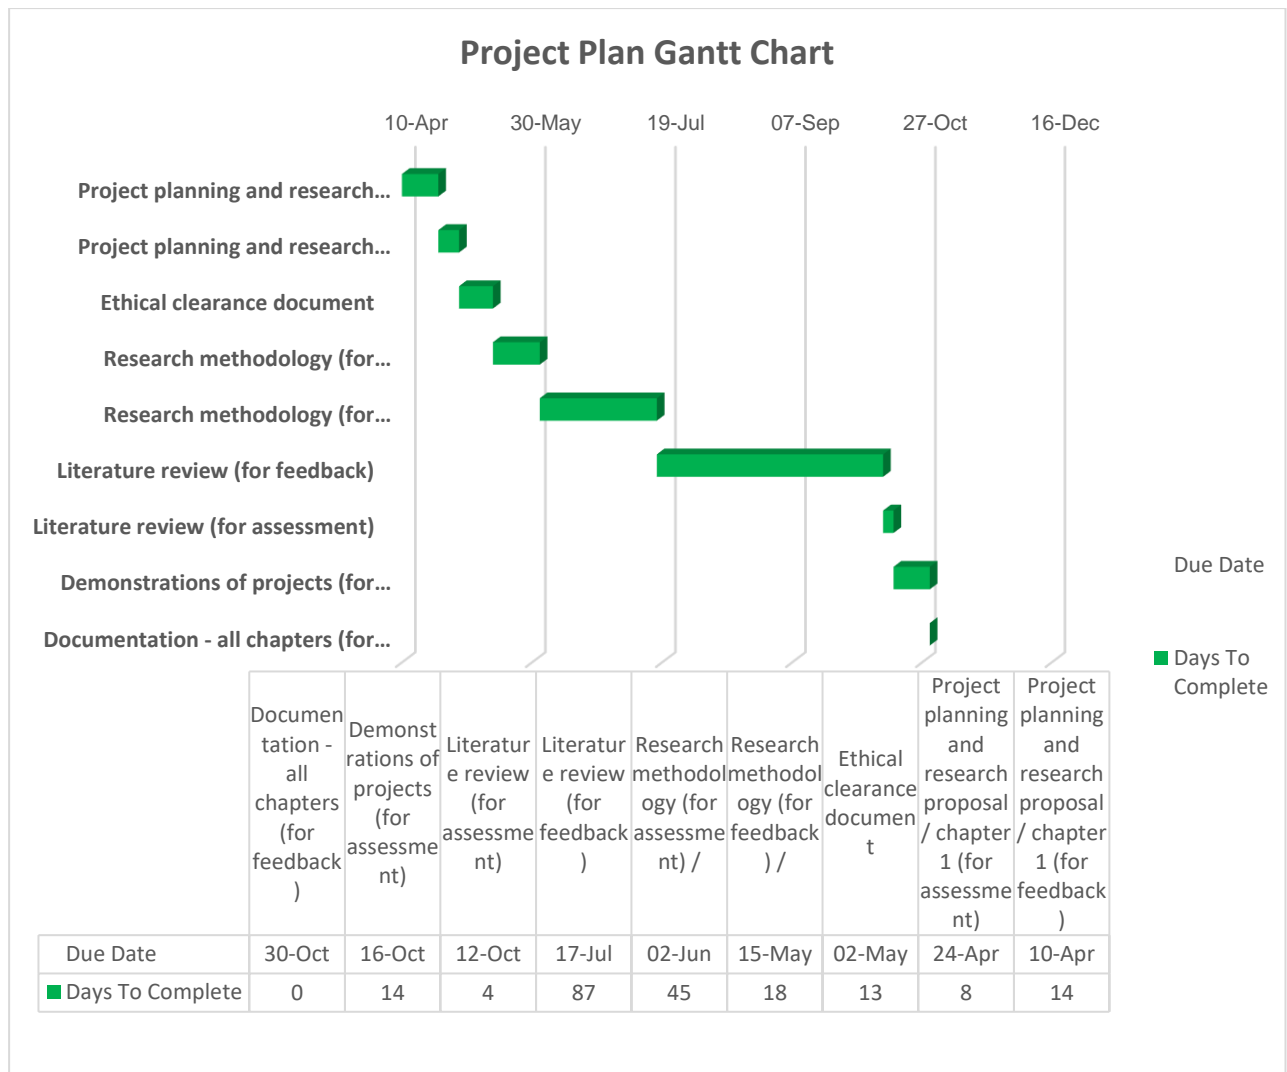 Project Plan Gantt Chart
10-Apr 30-May 19-Jul 07-Sep 27-Oct 16-Dec
Project planning and research...
Project planning and research...
Ethical clearance document
Research methodology (for...
Research methodology (for...
Literature review (for feedback)
Literature review (for assessment)
Demonstrations of projects (for...
Documentation - all chapters (for...
Due Date
Days To
Complete
Documen
tation -
all
chapters
(for
feedback
)
Demonst
rations of
projects
(for
assessme
nt)
Literatur
e review
(for
assessme
nt)
Literatur
e review
(for
feedback
)
Research
methodol
ogy (for
assessme
nt) /
Research
methodol
ogy (for
feedback
) /
Ethical
clearance
documen
t
Project
planning
and
research
proposal
/ chapter
1 (for
assessme
nt)
Project
planning
and
research
proposal
/ chapter
1 (for
feedback
)
Due Date 30-Oct 16-Oct 12-Oct 17-Jul 02-Jun 15-May 02-May 24-Apr 10-Apr
Days To Complete 0 14 4 87 45 18 13 8 14